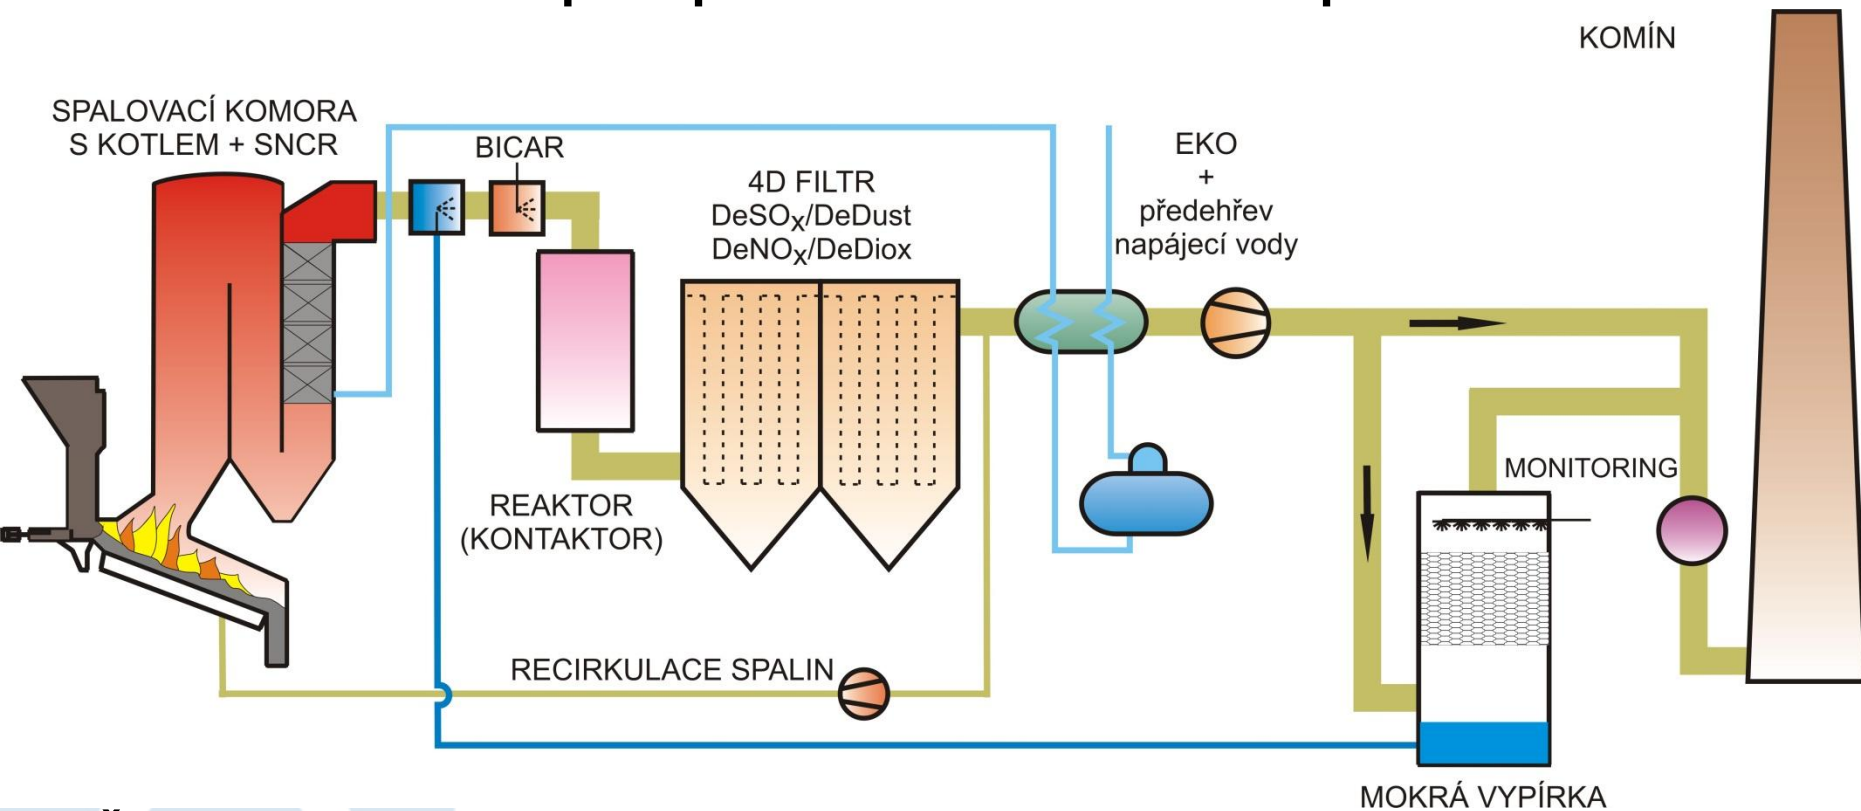 KOMÍN
SPALOVACÍ KOMORA
S KOTLEM + SNCR
BICAR
4D FILTR
DeSOx/DeDust
DeNOx/DeDiox
EKO
+
předehřev
napájecí vody
REAKTOR
(KONTAKTOR)
MONITORING
RECIRKULACE SPALIN
MOKRÁ VYPÍRKA